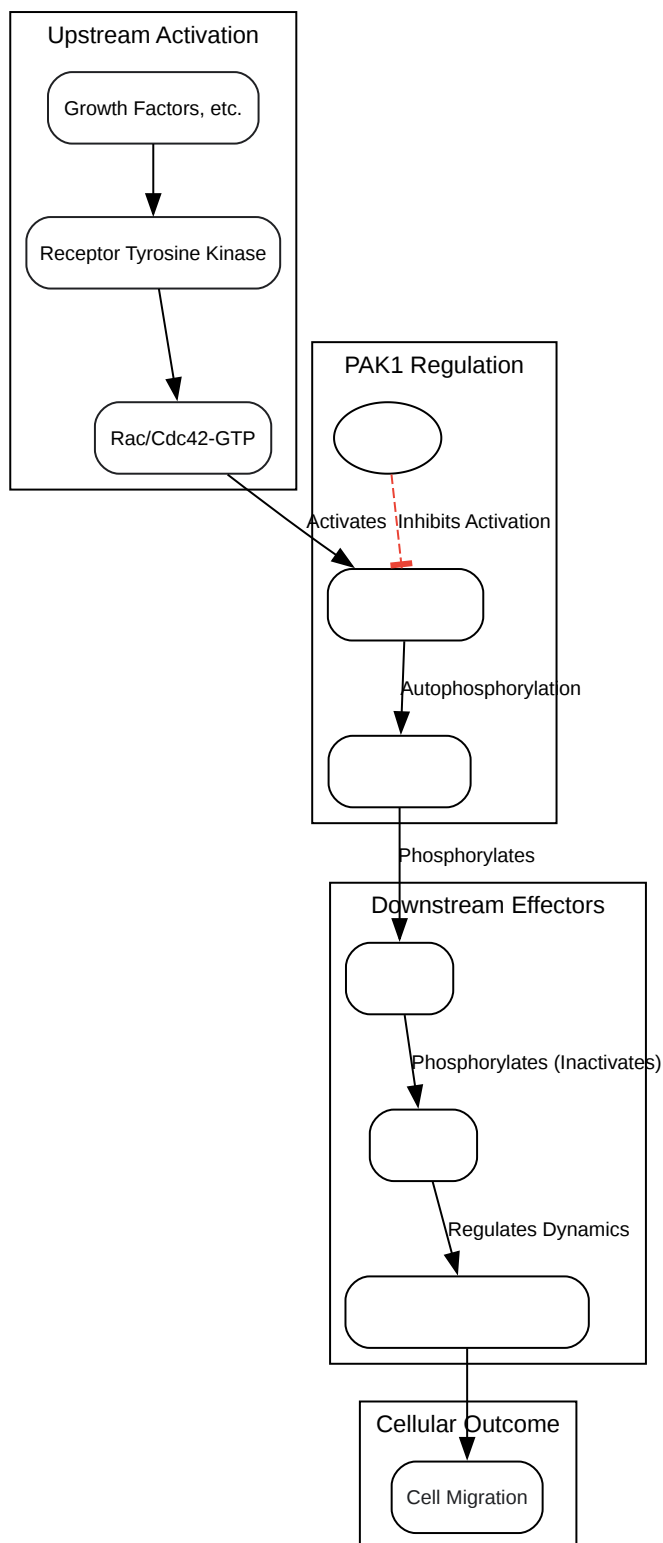 Upstream Activation
Growth Factors, etc.
Receptor Tyrosine Kinase
Rac/Cdc42-GTP
PAK1 Regulation
Activates
Inhibits Activation
Autophosphorylation
Phosphorylates
Downstream Effectors
Phosphorylates (Inactivates)
Regulates Dynamics
Cellular Outcome
Cell Migration